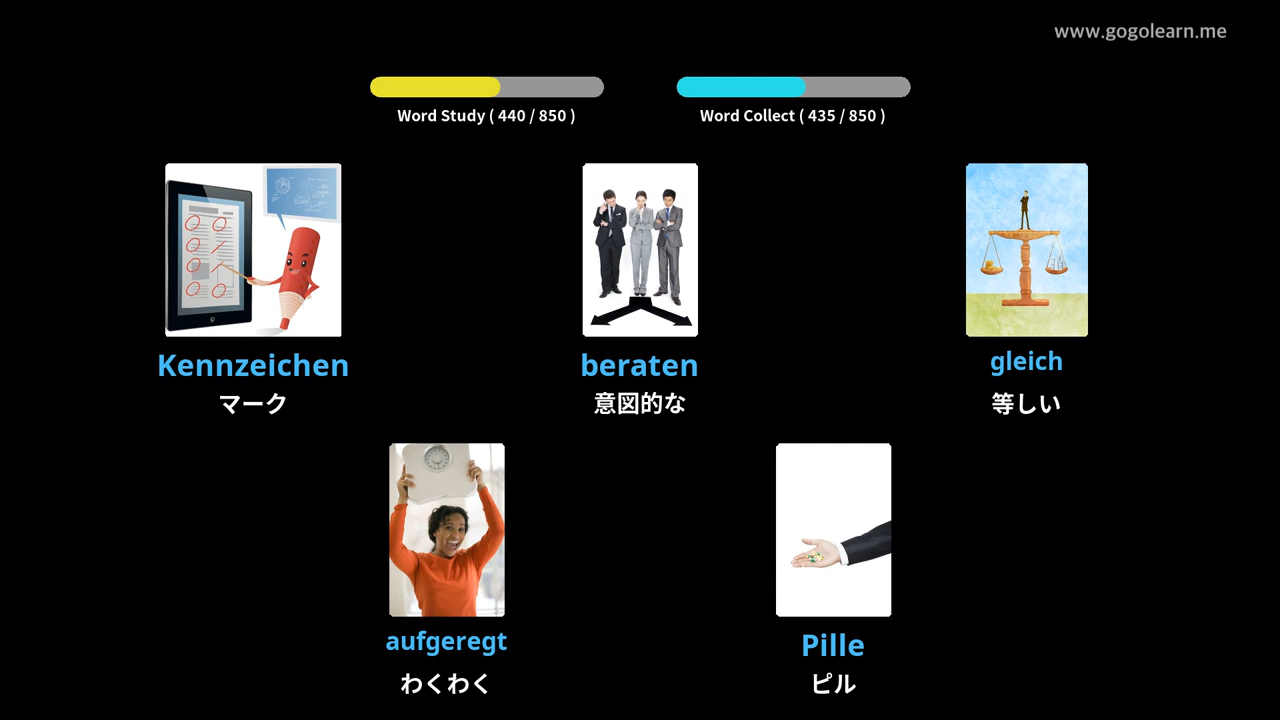 www.gogolearn.me
Word Study ( 440 / 850 )
Word Collect ( 435 / 850 )
Kennzeichen
マーク
beraten
意図的な
gleich
等しい
aufgeregt
わくわく
Pille
ピル